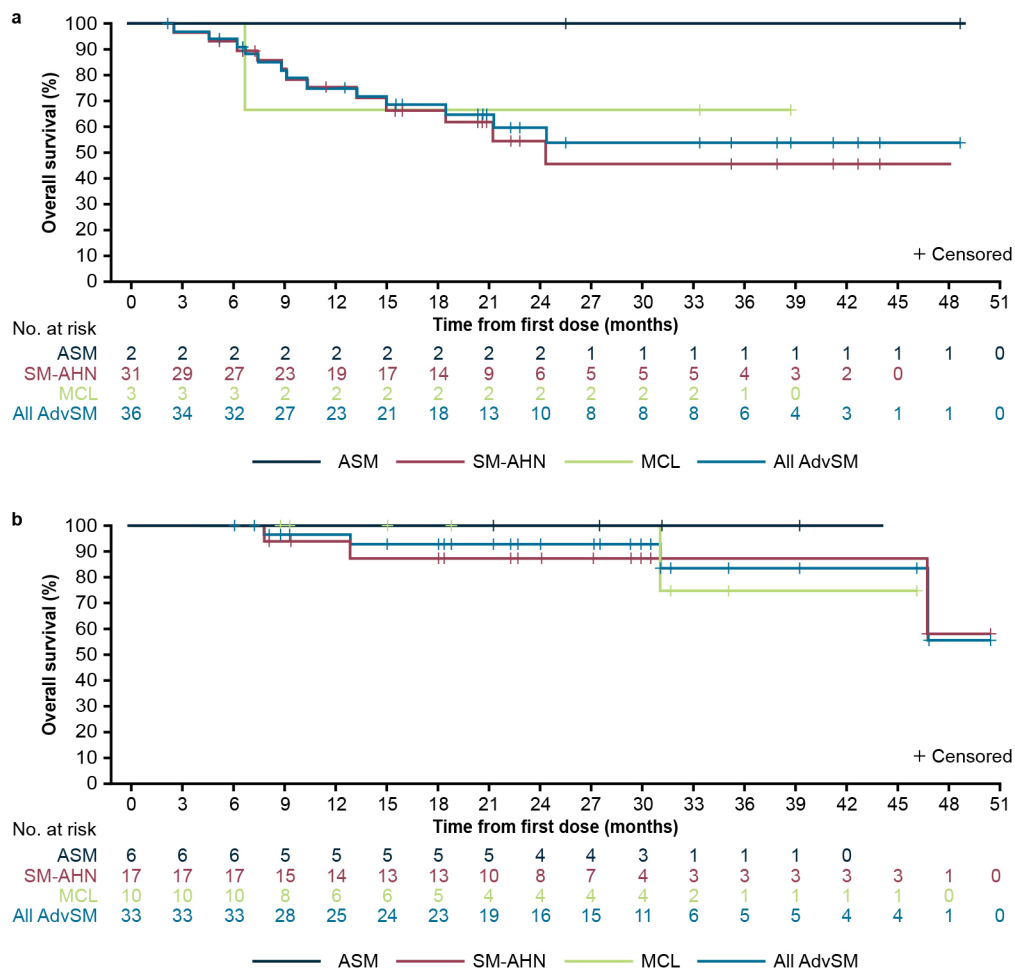 a
Overall survival (%)
100
90
80
70
60
50
40
30
20
10
0
+ Censored
0 3 6 9 12 15 18 21 24 27 30 33 36 39 42 45 48 51
Time from first dose (months)
No. at risk
ASM 2 2 2 2 2 2 2 2 2 1 1 1 1 1 1 1 1 0
SM-AHN 31 29 27 23 19 17 14 9 6 5 5 5 4 3 2 0
MCL 3 3 3 2 2 2 2 2 2 2 2 2 1 0
All AdvSM 36 34 32 27 23 21 18 13 10 8 8 8 6 4 3 1 1 0
ASM SM-AHN MCL All AdvSM
b
Overall survival (%)
100
90
80
70
60
50
40
30
20
10
0
+ Censored
0 3 6 9 12 15 18 21 24 27 30 33 36 39 42 45 48 51
Time from first dose (months)
No. at risk
ASM 6 6 6 5 5 5 5 5 4 4 3 1 1 1 0
SM-AHN 17 17 17 15 14 13 13 10 8 7 4 3 3 3 3 3 1 0
MCL 10 10 10 8 6 6 5 4 4 4 4 2 1 1 1 1 0
All AdvSM 33 33 33 28 25 24 23 19 16 15 11 6 5 5 4 4 1 0
ASM SM-AHN MCL All AdvSM